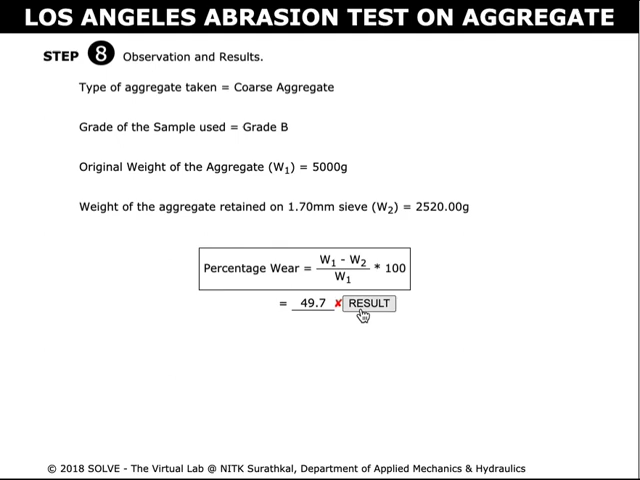 LOS ANGELES ABRASION TEST ON AGGREGATE
STEP 8 Observation and Results.
Type of aggregate taken = Coarse Aggregate
Grade of the Sample used = Grade B
Original Weight of the Aggregate (W₁) = 5000g
Weight of the aggregate retained on 1.70mm sieve (W₂) = 2520.00g
W₁ - W₂
Percentage Wear = * 100
W₁
= 49.7 ✘ RESULT
© 2018 SOLVE - The Virtual Lab @ NITK Surathkal, Department of Applied Mechanics & Hydraulics